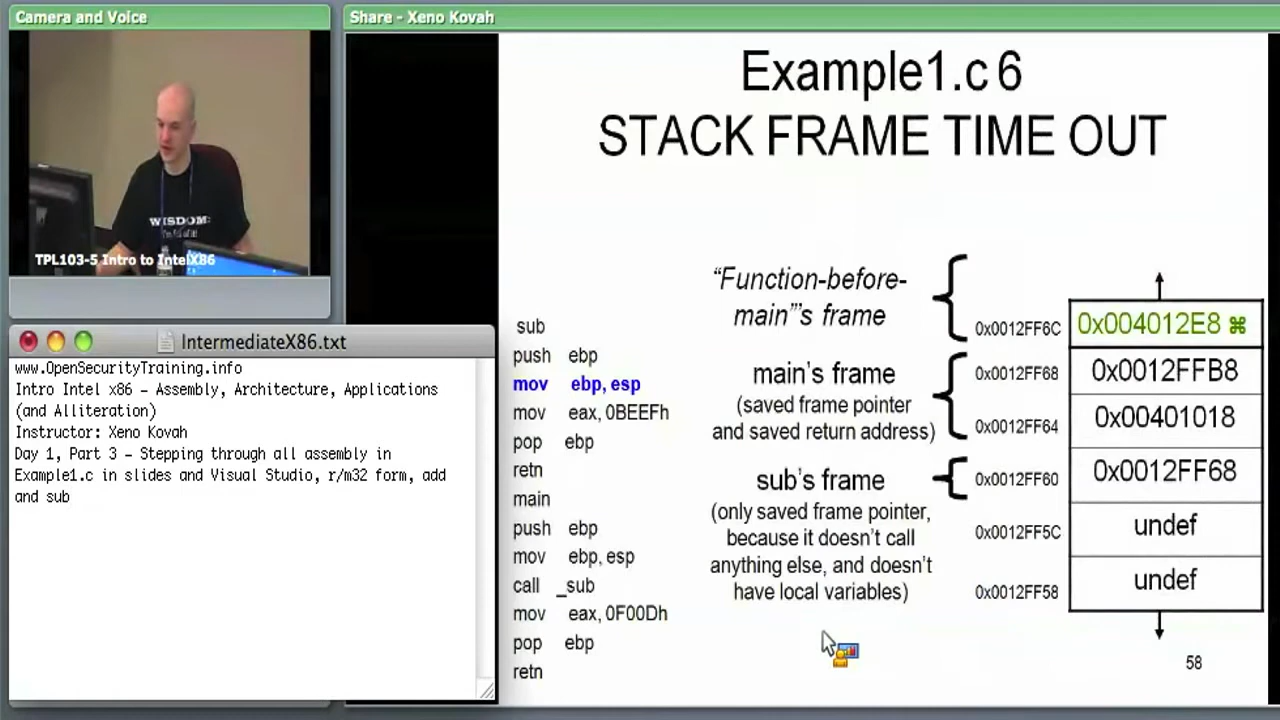 Camera and Voice
WISDOM:
TPL103-5 Intro to IntelX86
IntermediateX86.txt
www.OpenSecurityTraining.info
Intro Intel x86 – Assembly, Architecture, Applications
(and Alliteration)
Instructor: Xeno Kovah
Day 1, Part 3 – Stepping through all assembly in
Example1.c in slides and Visual Studio, r/m32 form, add
and sub
Share - Xeno Kovah
Example1.c 6
STACK FRAME TIME OUT
sub
push ebp
mov ebp, esp
mov eax, 0BEEFh
pop ebp
retn
main
push ebp
mov ebp, esp
call _sub
mov eax, 0F00Dh
pop ebp
retn
“Function-before-
main”’s frame
main’s frame
(saved frame pointer
and saved return address)
sub’s frame
(only saved frame pointer,
because it doesn’t call
anything else, and doesn’t
have local variables)
0x0012FF6C 0x004012E8 ⌘
0x0012FF68 0x0012FFB8
0x0012FF64 0x00401018
0x0012FF60 0x0012FF68
0x0012FF5C undef
0x0012FF58 undef
58